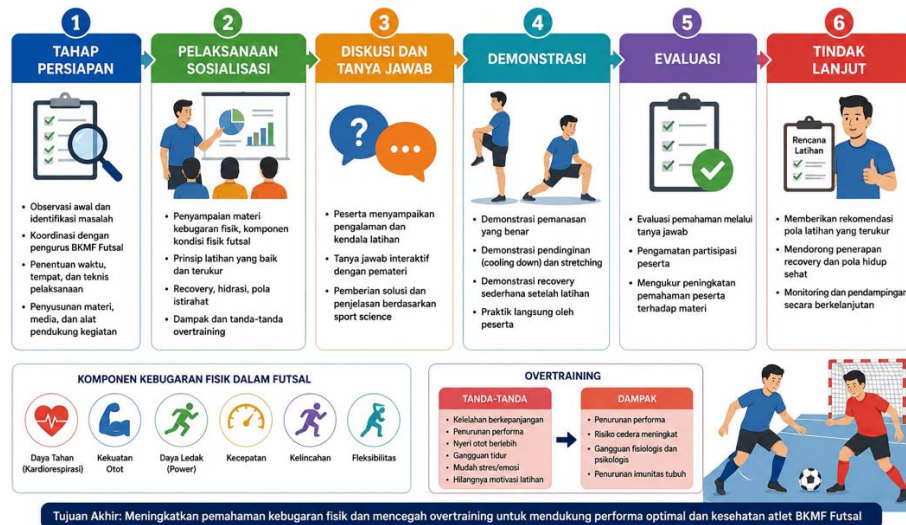 1
TAHAP
PERSIAPAN
• Observasi awal dan
identifikasi masalah
• Koordinasi dengan
pengurus BKMF Futsal
• Penentuan waktu,
tempat, dan teknis
pelaksanaan
• Penyusunan materi,
media, dan alat
pendukung kegiatan
2
PELAKSANAAN
SOSIALISASI
• Penyampaian materi
kebugaran fisik, komponen
kondisi fisik futsal
• Prinsip latihan yang baik
dan terukur
• Recovery, hidrasi, pola
istirahat
• Dampak dan tanda-tanda
overtraining
3
DISKUSI DAN
TANYA JAWAB
?
...
• Peserta menyampaikan
pengalaman dan
kendala latihan
• Tanya jawab interaktif
dengan pemateri
• Pemberian solusi dan
penjelasan berdasarkan
sport science
4
DEMONSTRASI
• Demonstrasi pemanasan
yang benar
• Demonstrasi pendinginan
(cooling down) dan stretching
• Demonstrasi recovery
sederhana setelah latihan
• Praktik langsung oleh
peserta
5
EVALUASI
• Evaluasi pemahaman melalui
tanya jawab
• Pengamatan partisipasi
peserta
• Mengukur peningkatan
pemahaman peserta
terhadap materi
6
TINDAK
LANJUT
Rencana
Latihan
• Memberikan rekomendasi
pola latihan yang terukur
• Mendorong penerapan
recovery dan pola hidup
sehat
• Monitoring dan pendampingan
secara berkelanjutan
KOMPONEN KEBUGARAN FISIK DALAM FUTSAL
Daya Tahan
(Kardiorespirasi)
Kekuatan
Otot
Daya Ledak
(Power)
Kecepatan
Kelincahan
Fleksibilitas
OVERTRAINING
TANDA-TANDA
• Kelelahan berkepanjangan
• Penurunan performa
• Nyeri otot berlebih
• Gangguan tidur
• Mudah stres/emosi
• Hilangnya motivasi latihan
DAMPAK
• Penurunan performa
• Risiko cedera meningkat
• Gangguan fisiologis dan
psikologis
• Penurunan imunitas tubuh
Tujuan Akhir: Meningkatkan pemahaman kebugaran fisik dan mencegah overtraining untuk mendukung performa optimal dan kesehatan atlet BKMF Futsal